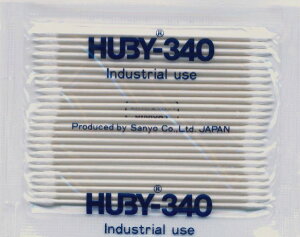 ®
HUBY-340
Industrial use
Produced by Sanyo Co.,Ltd. JAPAN
®
HUBY-340
Industrial use